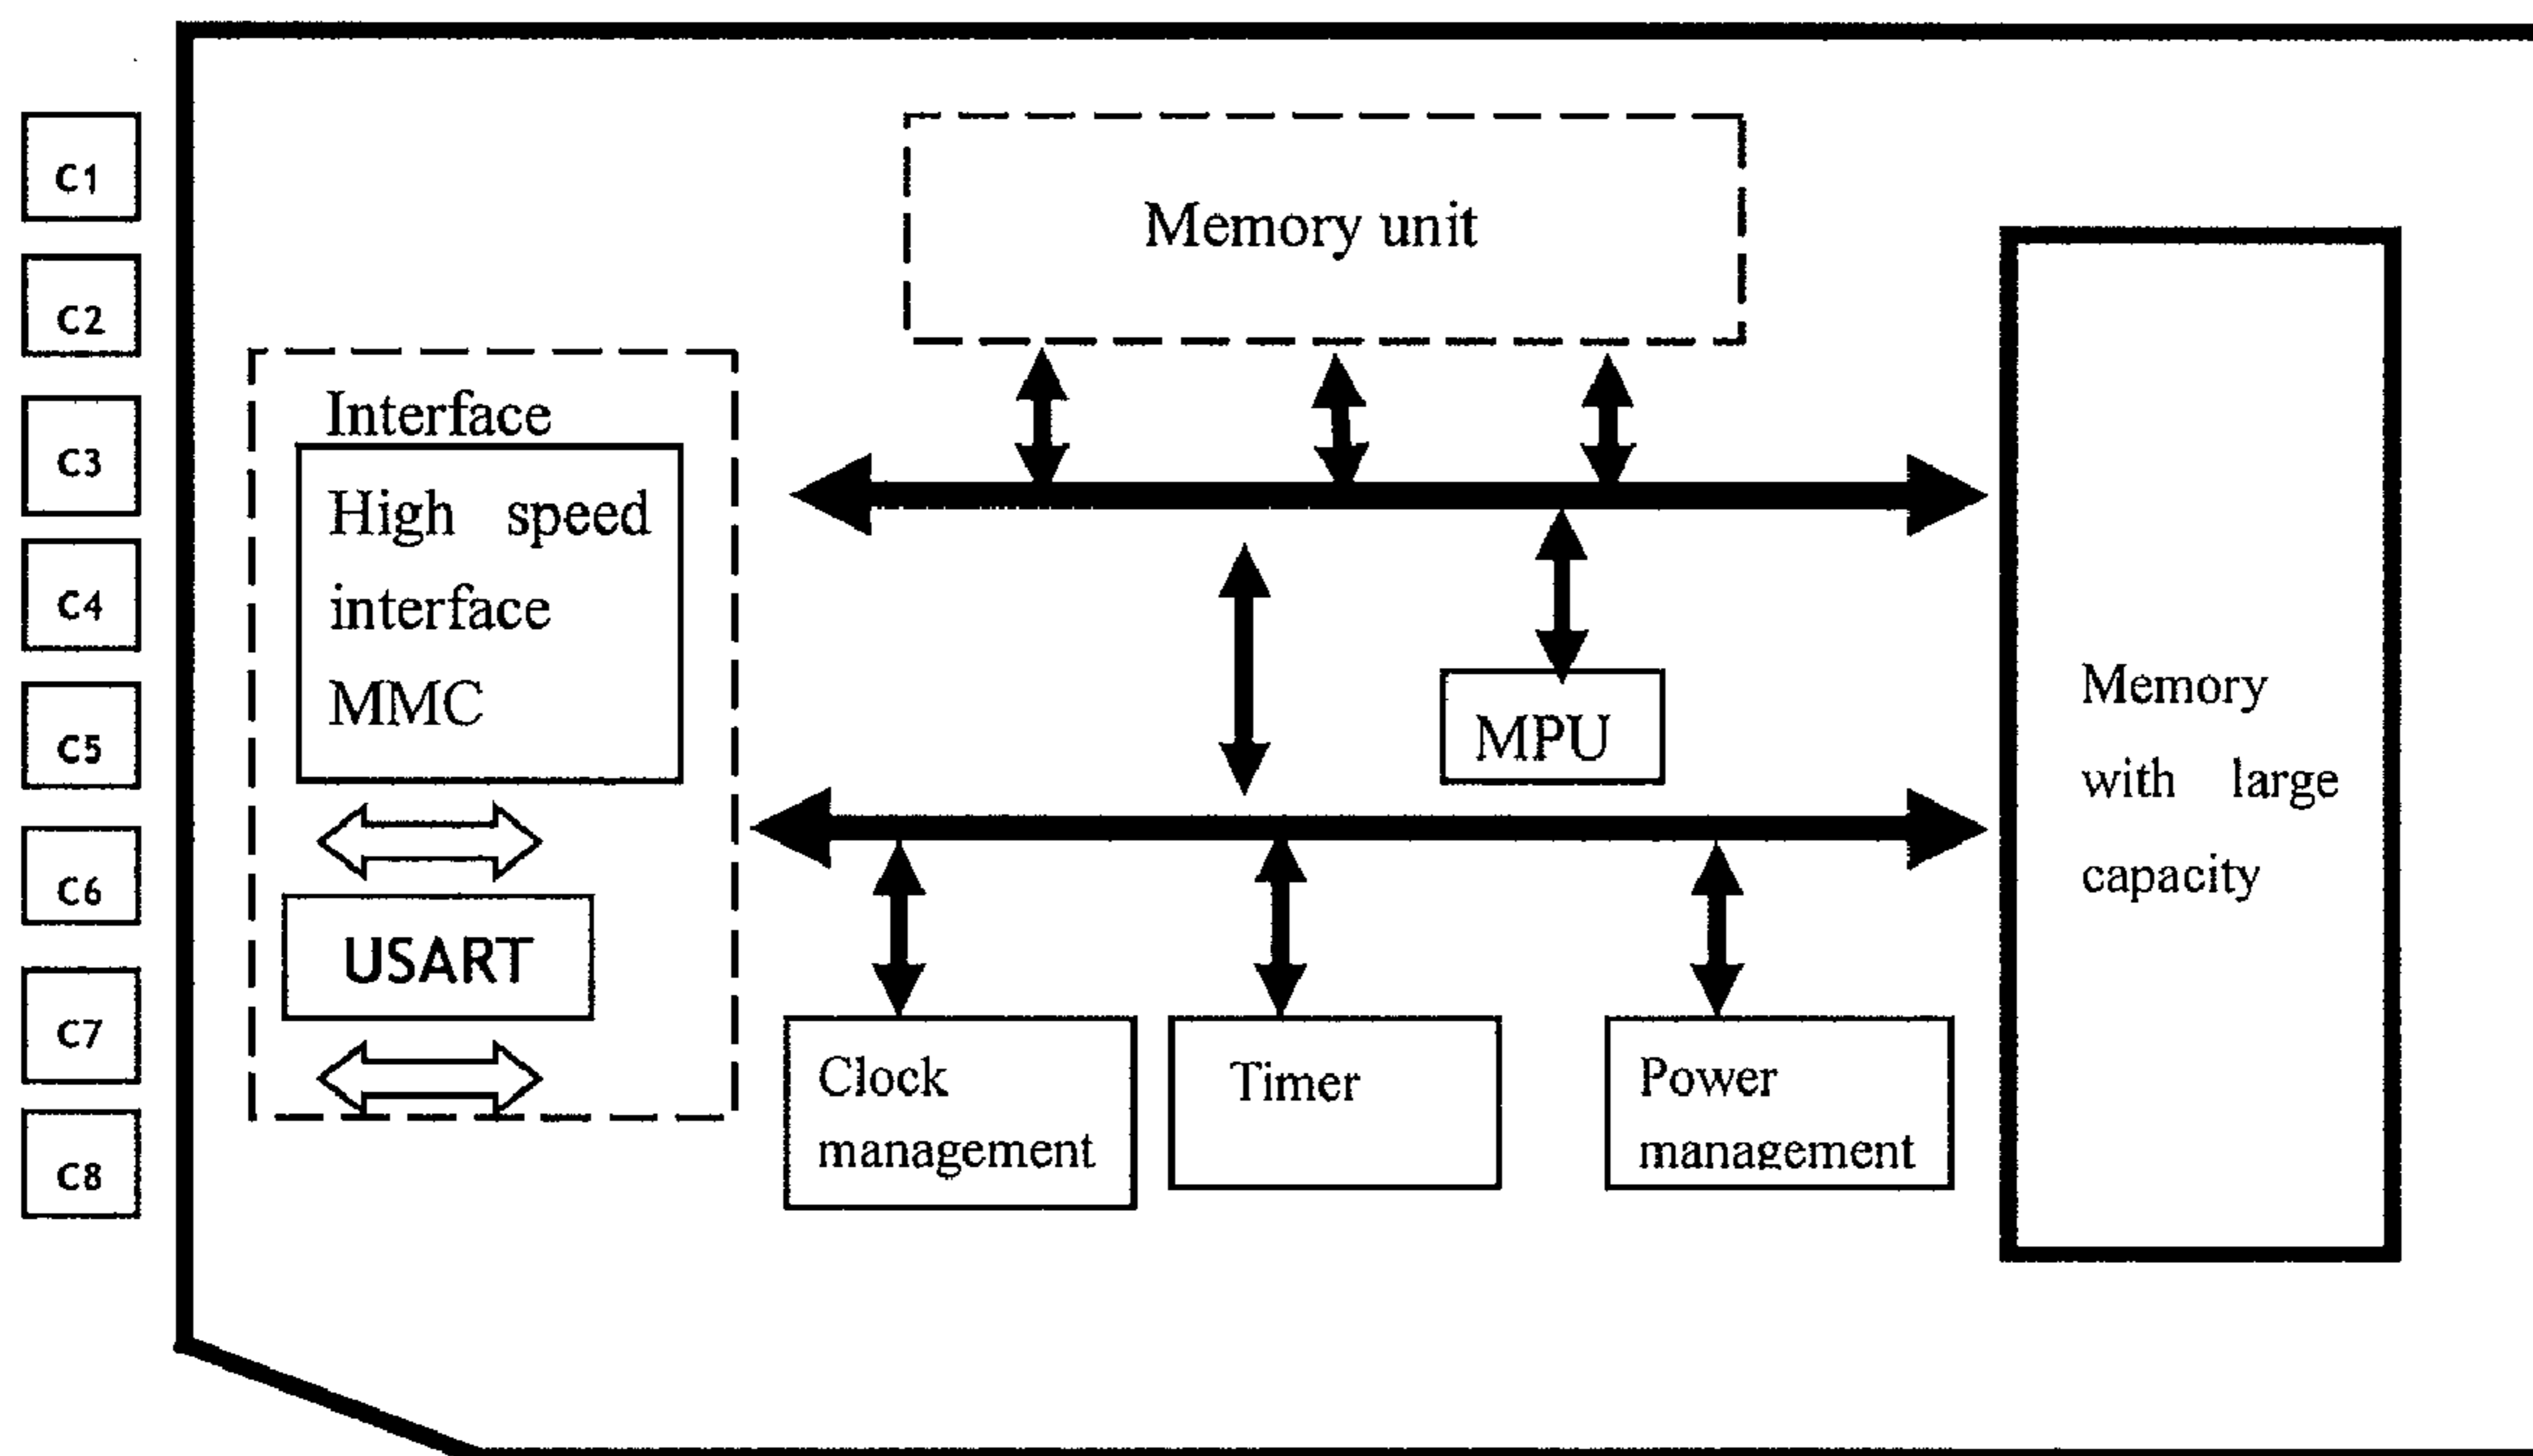 C1
C2
C3
C4
C5
C6
C7
C8
Memory unit
Interface
High speed
interface
MMC
USART
MPU
Clock
management
Timer
Power
management
Memory
with large
capacity